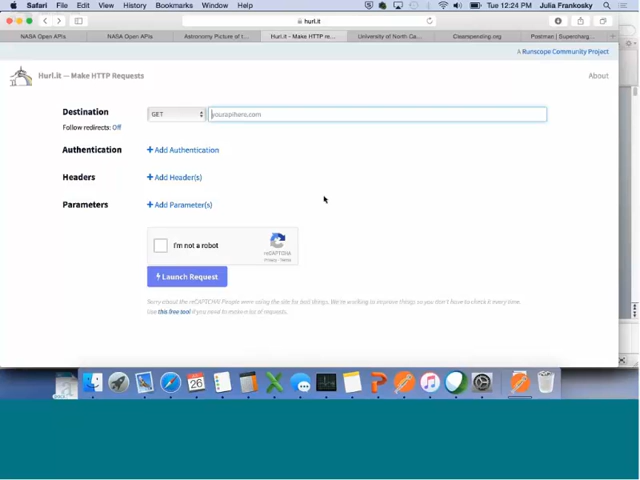 Safari File Edit View History Bookmarks Window Help Tue 12:24 PM Julia Frankosky
hurl.it
NASA Open APIs NASA Open APIs Astronomy Picture of t... Hurl.it - Make HTTP re... University of North Ca... Clearspending.org Postman | Supercharg...
A Runscope Community Project
Hurl.it — Make HTTP Requests About
Destination GET yourapihere.com
Follow redirects: Off
Authentication + Add Authentication
Headers + Add Header(s)
Parameters + Add Parameter(s)
I'm not a robot
reCAPTCHA
Privacy - Terms
Launch Request
Sorry about the reCAPTCHA! People were using the site for bad things. We're working to improve things so you don't have to check it every time.
Use this free tool if you need to make a lot of requests.
26